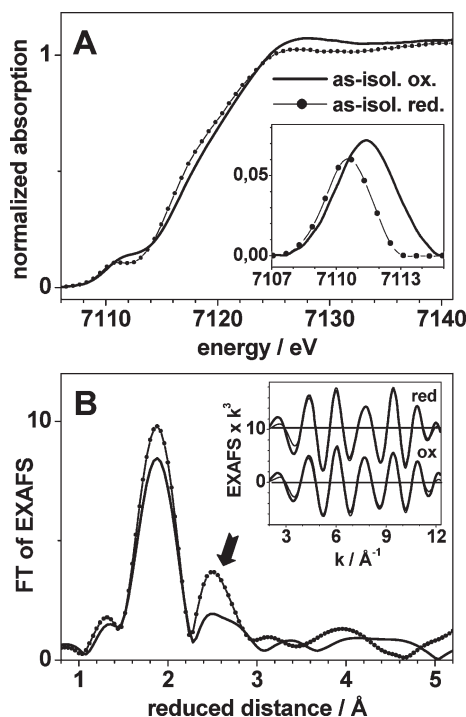 A
1
normalized absorption
as-isol. ox.
as-isol. red.
0,05
0,00
7107 7110 7113
0
7110 7120 7130 7140
energy / eV
B
10
FT of EXAFS
0
EXAFS x k³
red
10
ox
0
3 6 9 12
k / Å⁻¹
1 2 3 4 5
reduced distance / Å